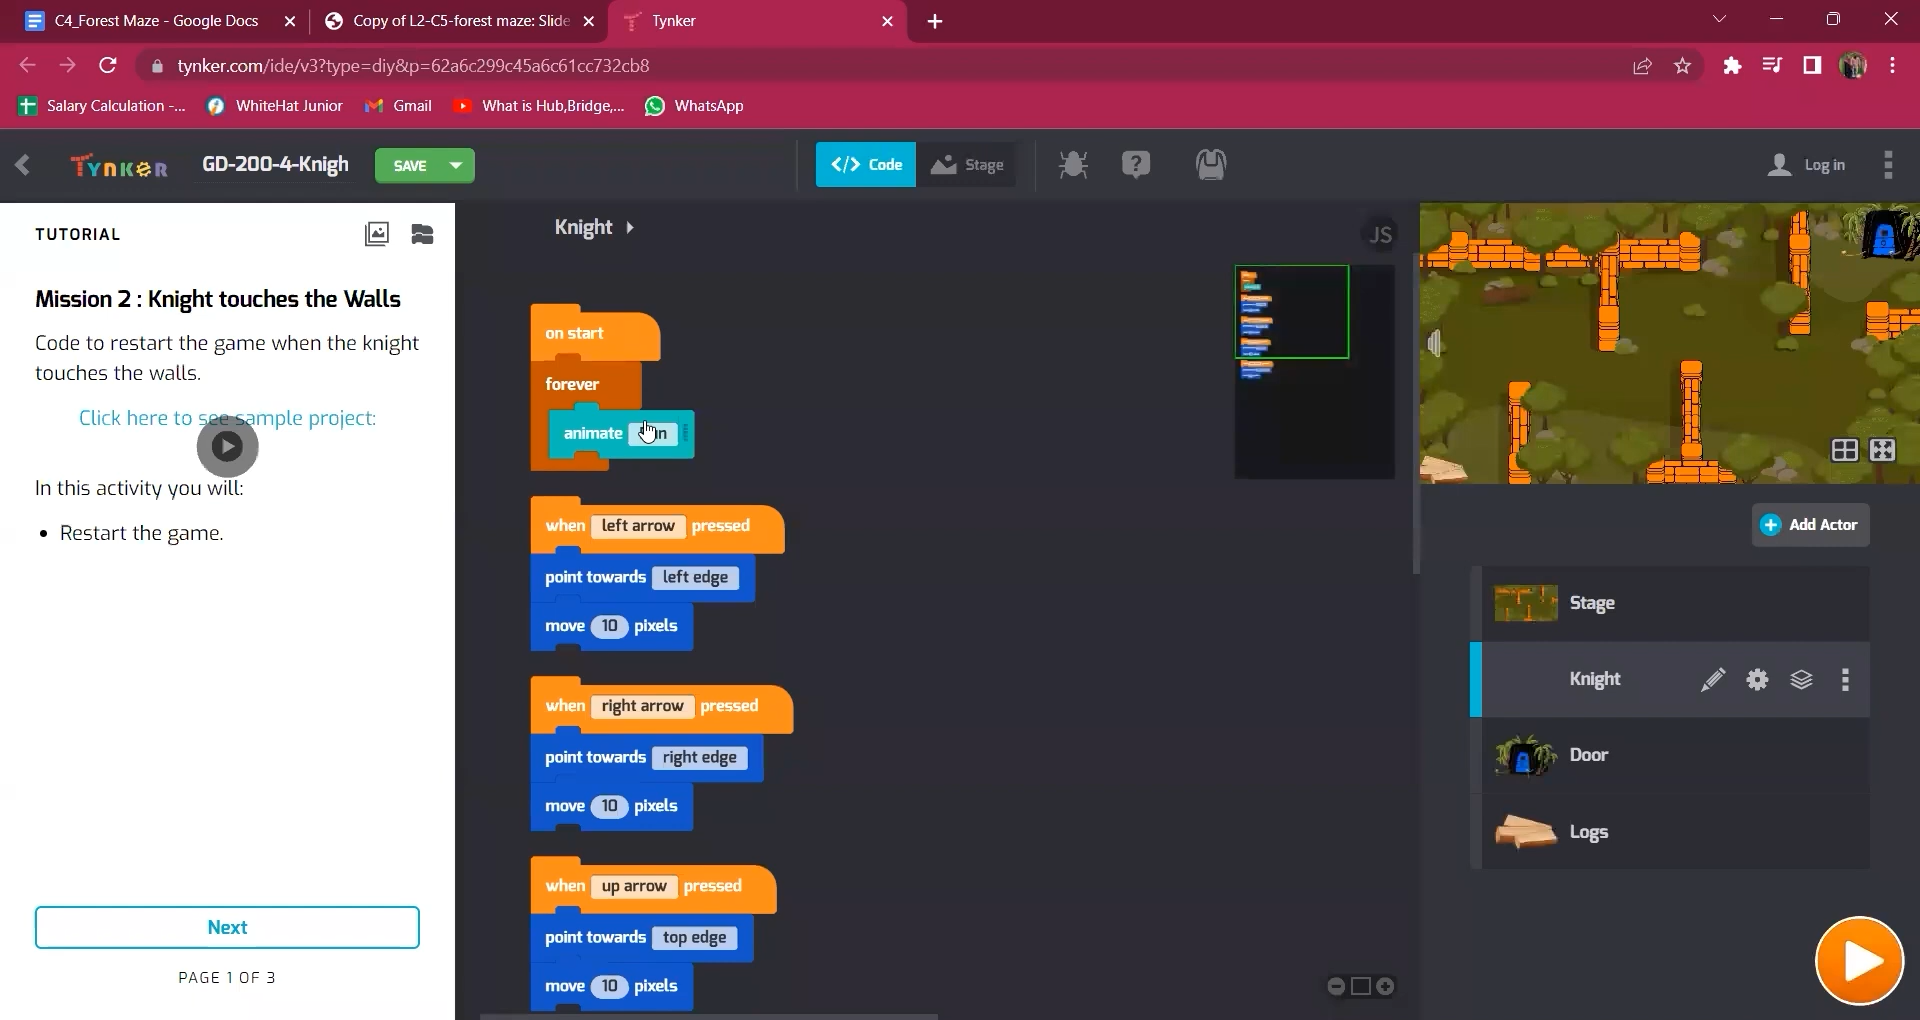 C4_Forest Maze - Google Docs
Copy of L2-C5-forest maze: Slide
Tynker
tynker.com/ide/v3?type=diy&p=62a6c299c45a6c61cc732cb8
Salary Calculation -...
WhiteHat Junior
Gmail
What is Hub,Bridge,...
WhatsApp
TYNKER
GD-200-4-Knigh
SAVE
</> Code
Stage
Log in
TUTORIAL
Mission 2 : Knight touches the Walls
Code to restart the game when the knight
touches the walls.
Click here to see sample project:
In this activity you will:
• Restart the game.
Next
PAGE 1 OF 3
Knight
JS
on start
forever
animate
when left arrow pressed
point towards left edge
move 10 pixels
when right arrow pressed
point towards right edge
move 10 pixels
when up arrow pressed
point towards top edge
move 10 pixels
Add Actor
Stage
Knight
Door
Logs